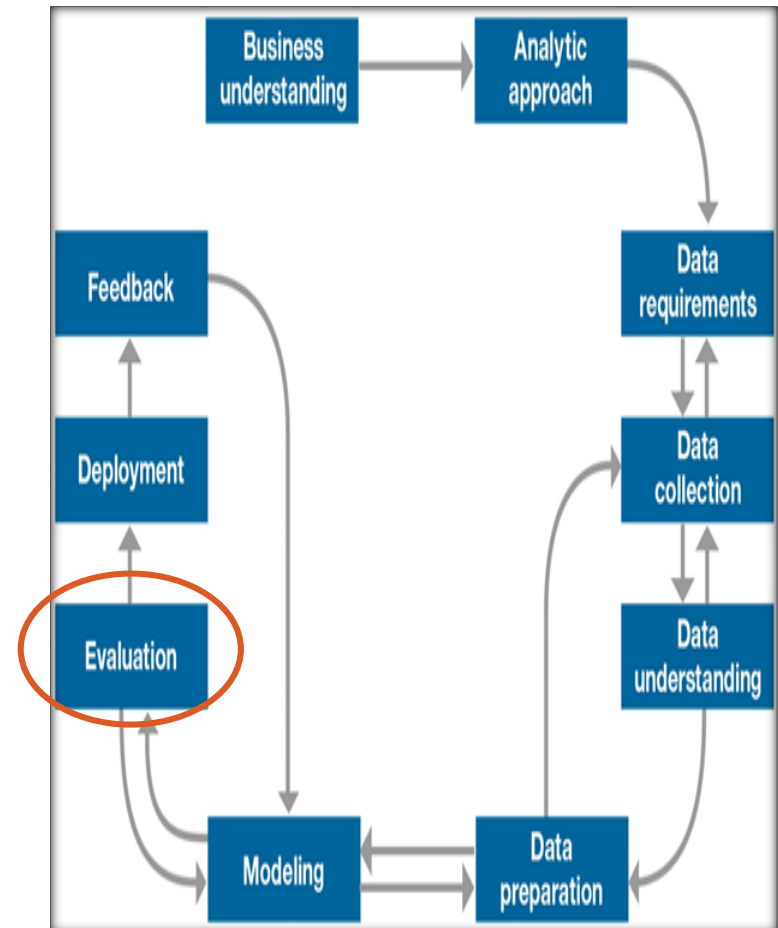 Business
understanding
Analytic
approach
Feedback
Data
requirements
Deployment
Data
collection
Evaluation
Data
understanding
Modeling
Data
preparation